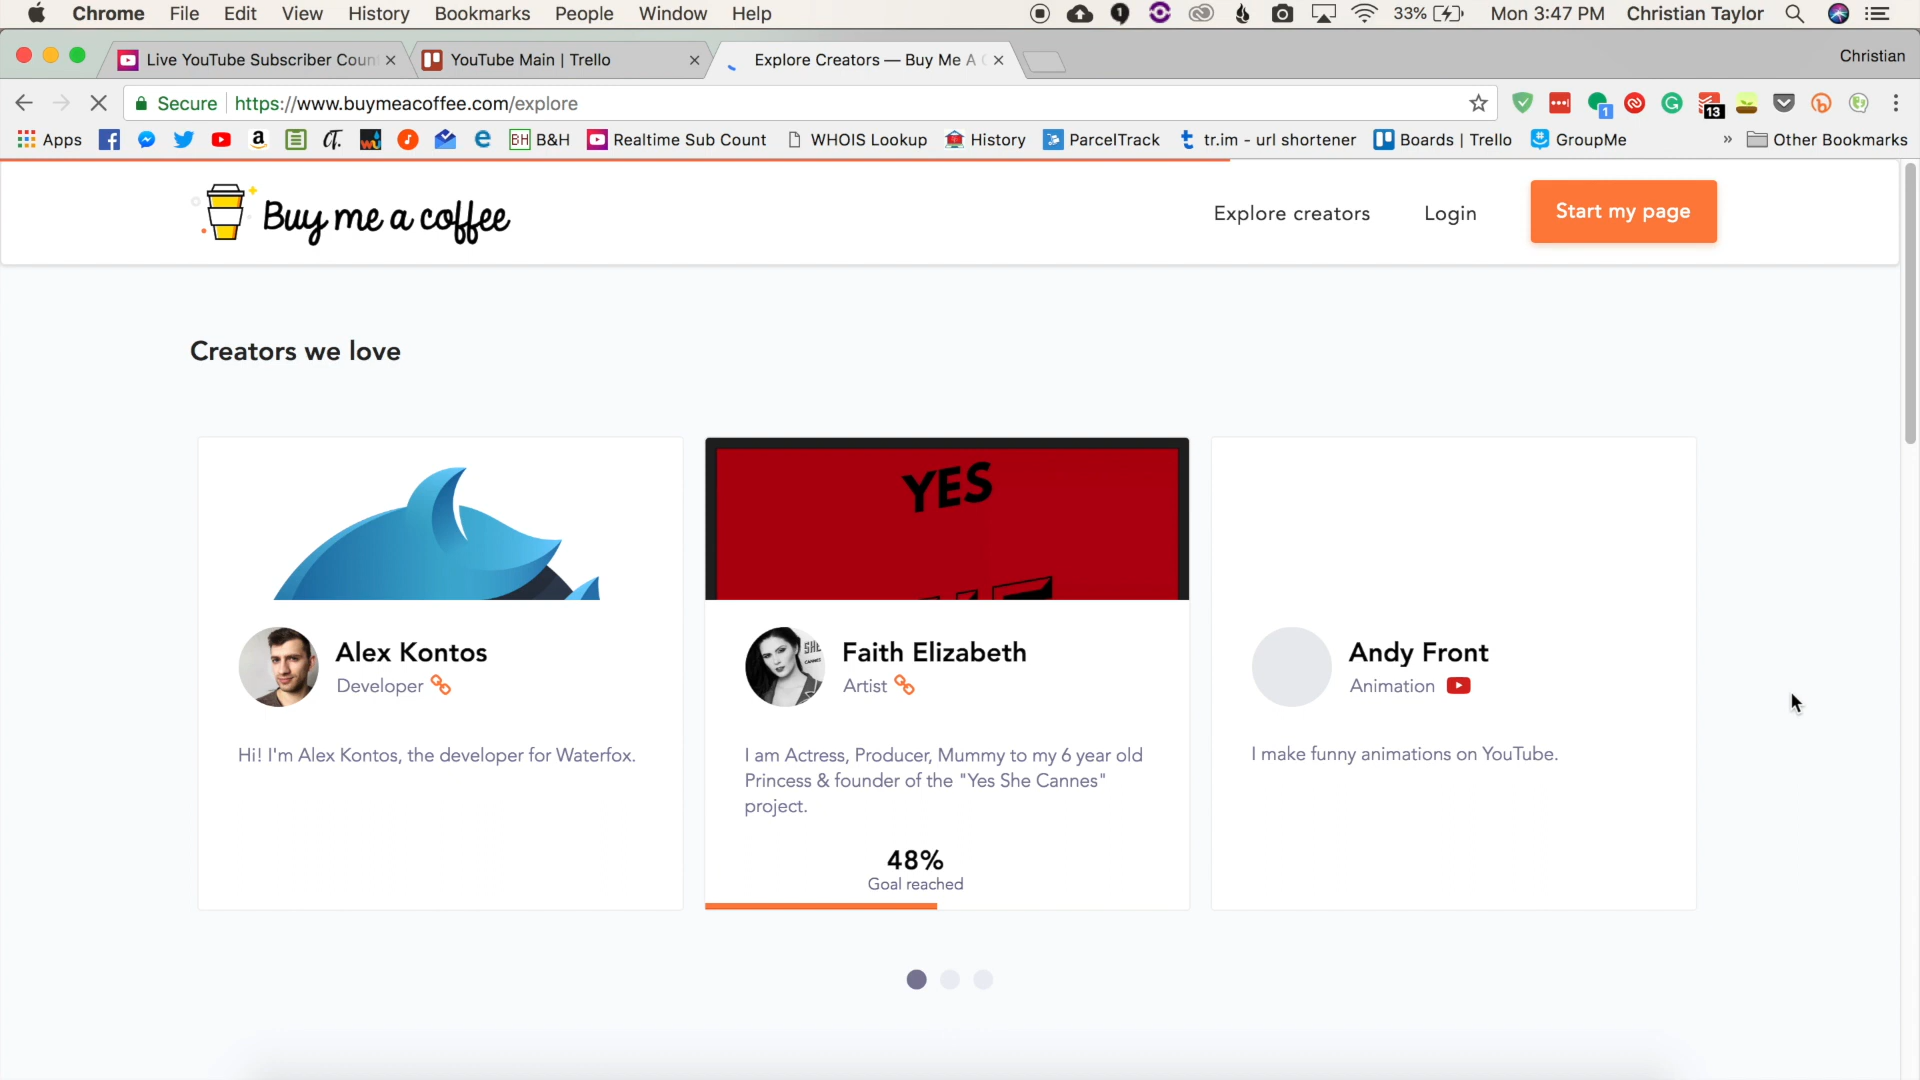 Chrome File Edit View History Bookmarks People Window Help 33% Mon 3:47 PM Christian Taylor
Live YouTube Subscriber Coun YouTube Main | Trello Explore Creators — Buy Me A C Christian
Secure https://www.buymeacoffee.com/explore 1 13
Apps B&H Realtime Sub Count WHOIS Lookup History ParcelTrack tr.im - url shortener Boards | Trello GroupMe » Other Bookmarks
Buy me a coffee Explore creators Login Start my page
Creators we love
YES
Alex Kontos
Developer
Hi! I'm Alex Kontos, the developer for Waterfox.
Faith Elizabeth
Artist
I am Actress, Producer, Mummy to my 6 year old
Princess & founder of the "Yes She Cannes"
project.
48%
Goal reached
Andy Front
Animation
I make funny animations on YouTube.